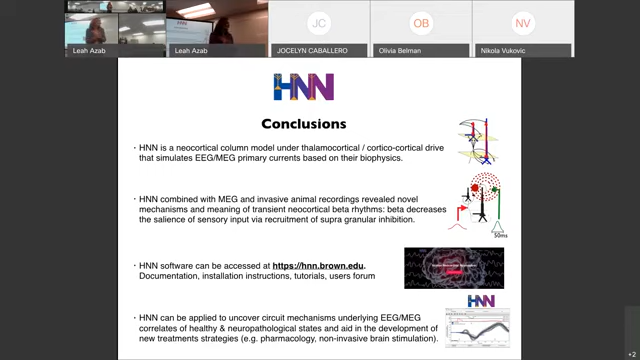 Leah Azab
Leah Azab
JC
JOCELYN CABALLERO
OB
Olivia Belman
NV
Nikola Vukovic
HNN
Conclusions
· HNN is a neocortical column model under thalamocortical / cortico-cortical drive
that simulates EEG/MEG primary currents based on their biophysics.
· HNN combined with MEG and invasive animal recordings revealed novel
mechanisms and meaning of transient neocortical beta rhythms: beta decreases
the salience of sensory input via recruitment of supra granular inhibition.
50ms
· HNN software can be accessed at https://hnn.brown.edu.
Documentation, installation instructions, tutorials, users forum
HNN
· HNN can be applied to uncover circuit mechanisms underlying EEG/MEG
correlates of healthy & neuropathological states and aid in the development of
new treatments strategies (e.g. pharmacology, non-invasive brain stimulation).
+2